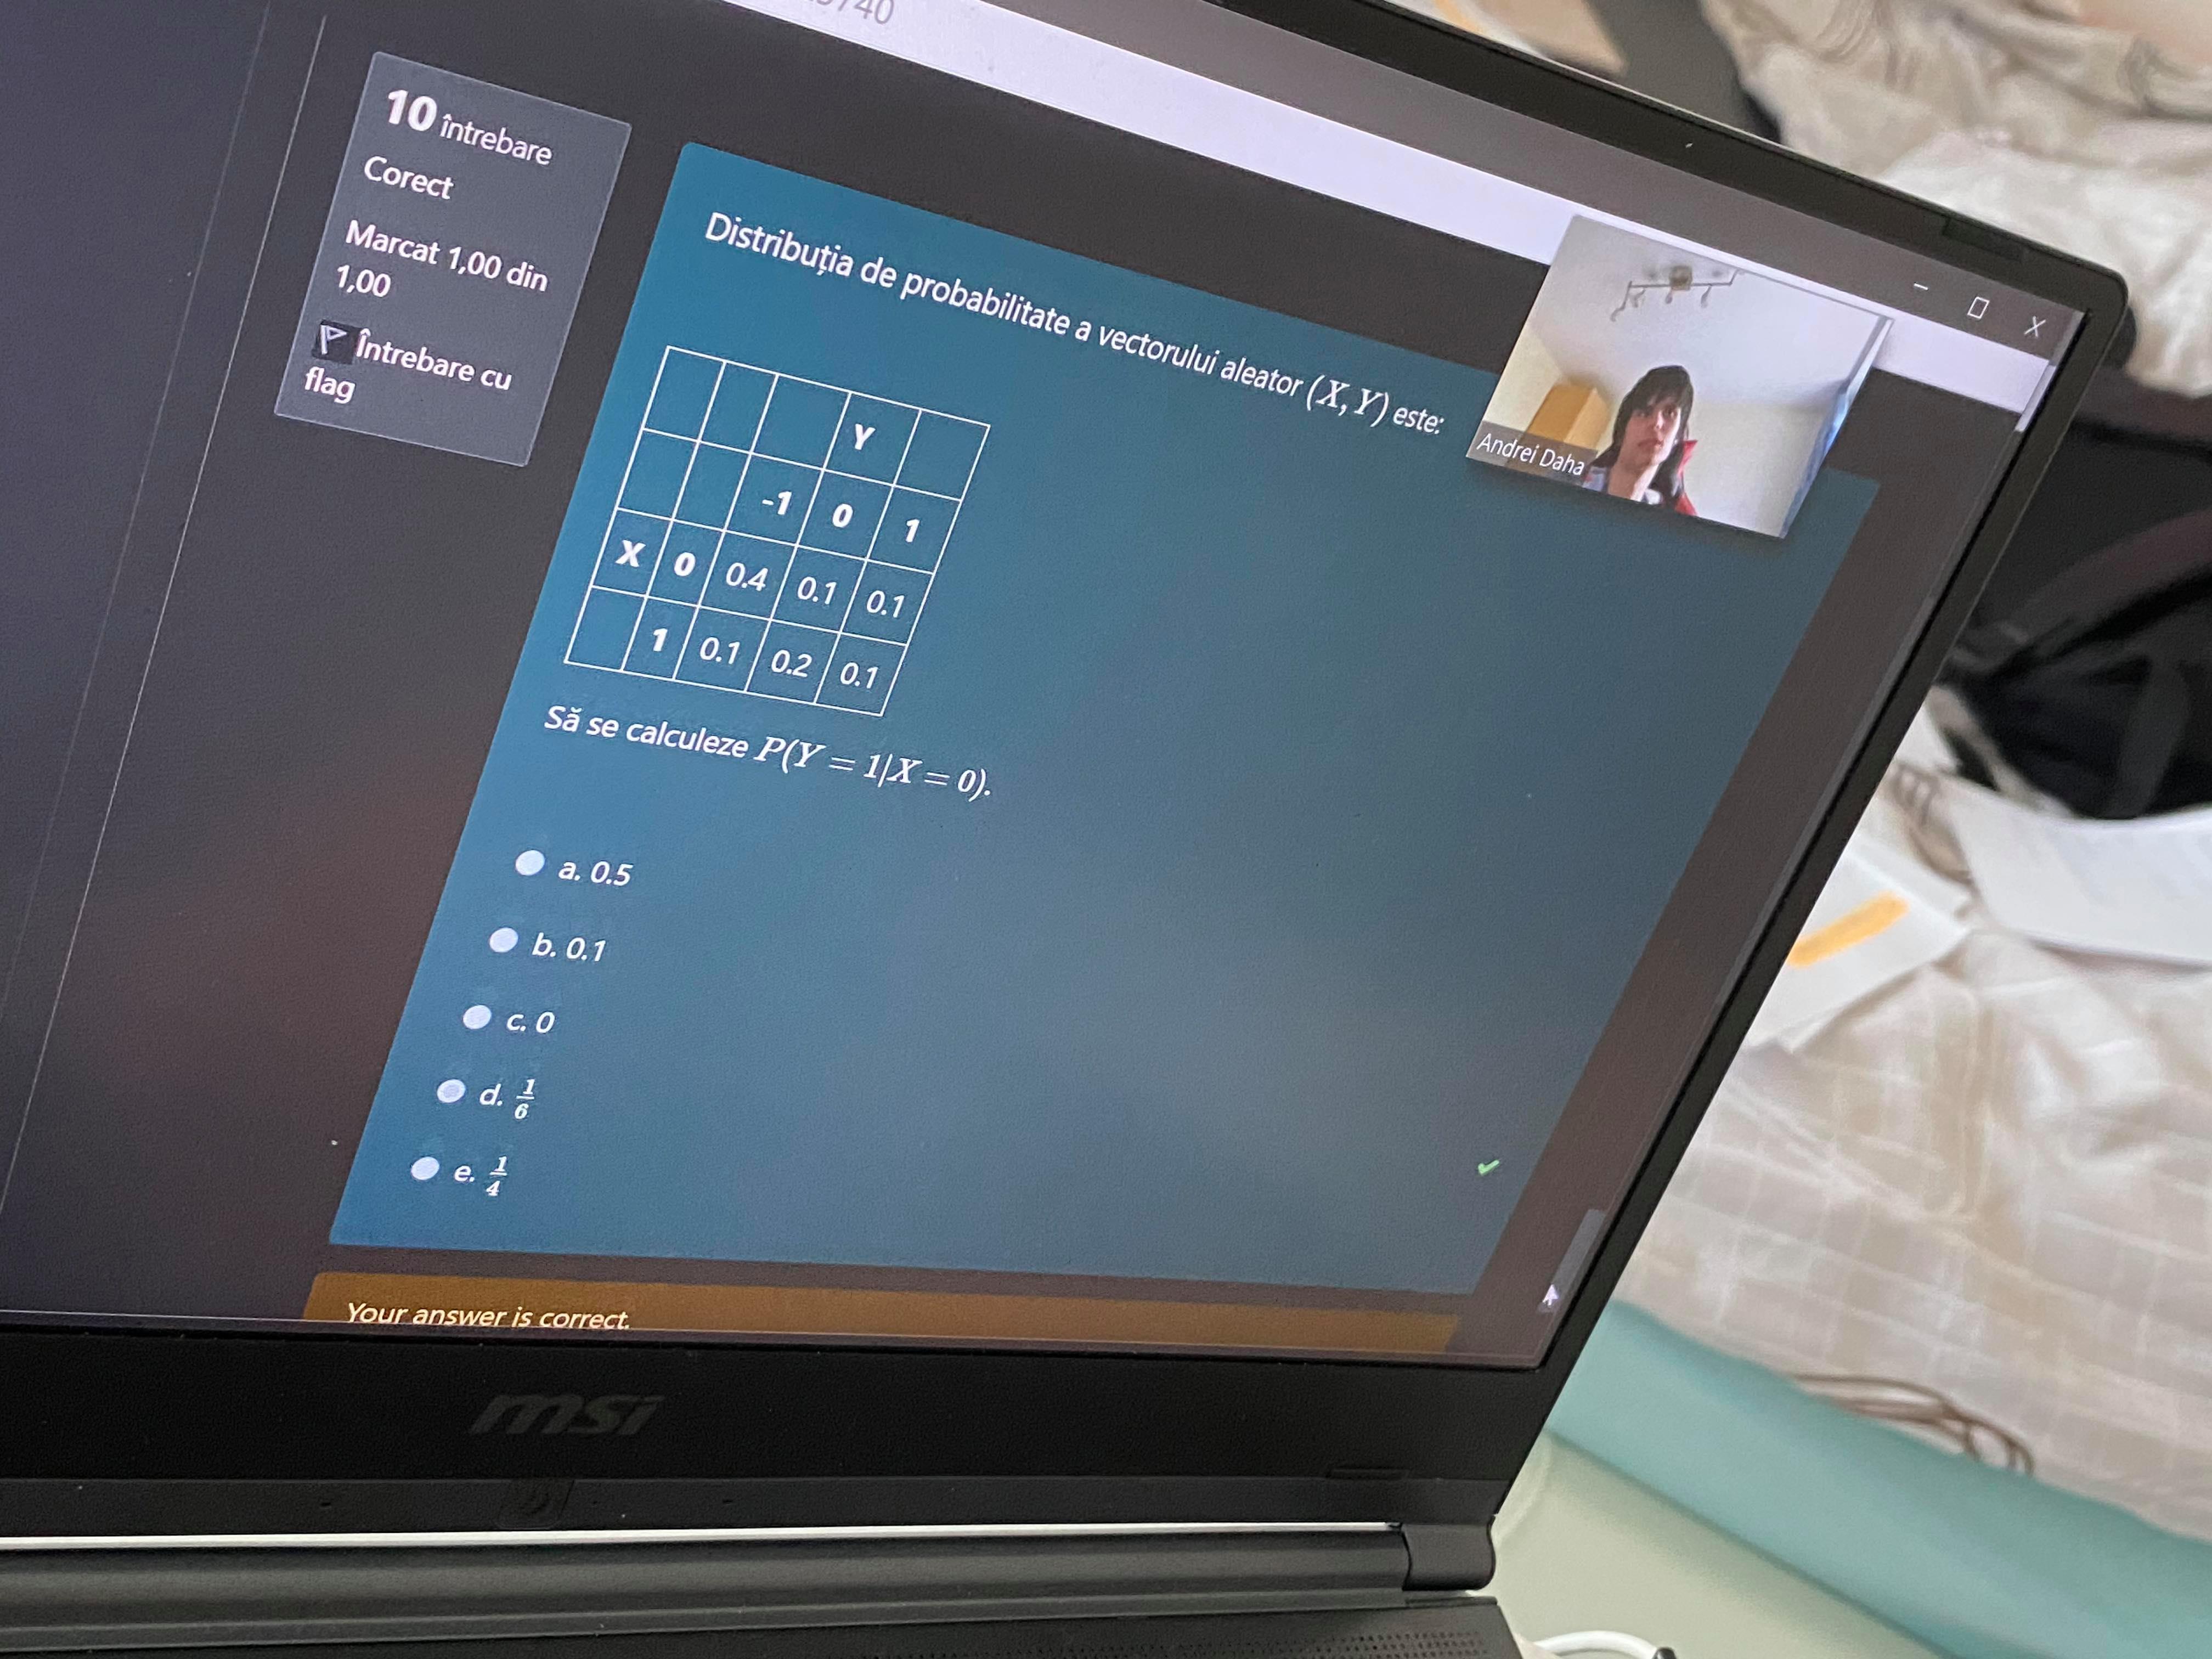 10 întrebare
Corect
Marcat 1,00 din
1,00
Întrebare cu
flag
Distribuția de probabilitate a vectorului aleator (X, Y) este:
Y
-1 0 1
X 0 0.4 0.1 0.1
1 0.1 0.2 0.1
Să se calculeze P(Y = 1|X = 0).
a. 0.5
b. 0.1
c. 0
d. 1/6
e. 1/4
Your answer is correct.
Andrei Daha
msi